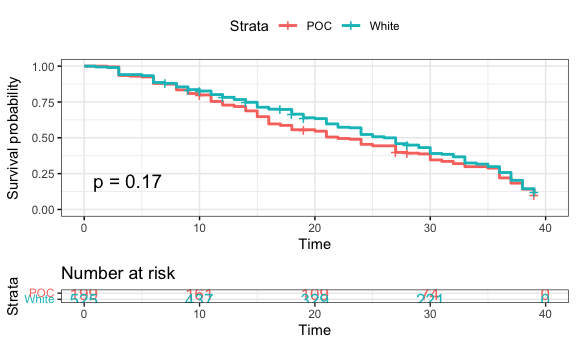 Strata POC White
Survival probability
1.00
0.75
0.50
0.25
0.00
p = 0.17
0 10 20 30 40
Time
Number at risk
Strata
POC
White
0 10 20 30 40
Time